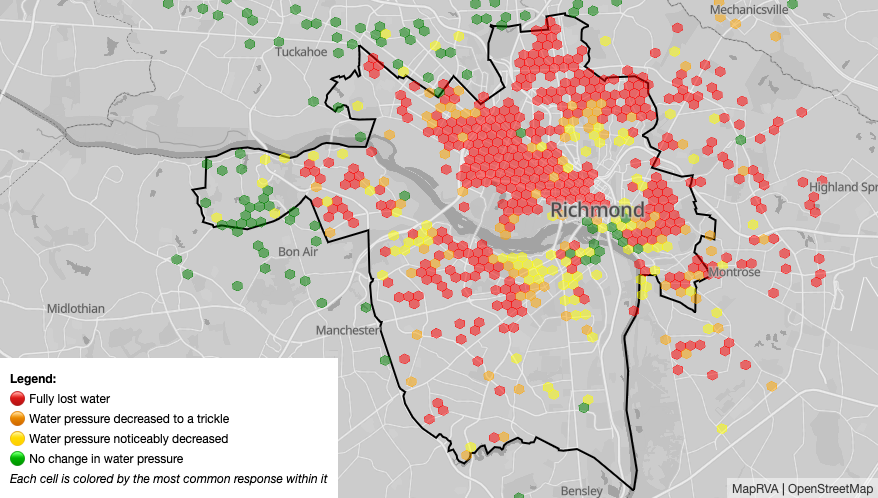 Mechanicsville
Tuckahoe
Highland Spr
Richmond
Bon Air
Montrose
Midlothian
Manchester
Legend:
Fully lost water
Water pressure decreased to a trickle
Water pressure noticeably decreased
No change in water pressure
Each cell is colored by the most common response within it
Bensley
MapRVA | OpenStreetMap